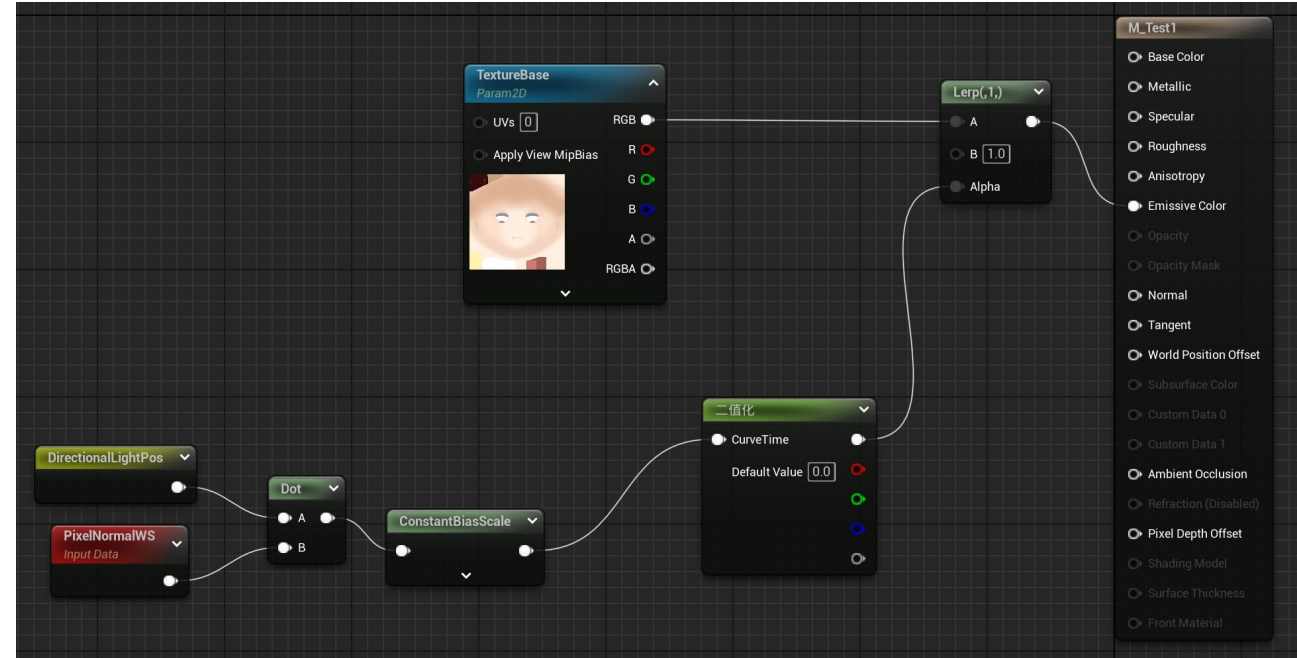 TextureBase
Param2D
UVs 0
Apply View MipBias
RGB
R
G
B
A
RGBA
Lerp(,1,)
A
B 1.0
Alpha
M_Test1
Base Color
Metallic
Specular
Roughness
Anisotropy
Emissive Color
Opacity
Opacity Mask
Normal
Tangent
World Position Offset
Subsurface Color
Custom Data 0
Custom Data 1
Ambient Occlusion
Refraction (Disabled)
Pixel Depth Offset
Shading Model
Surface Thickness
Front Material
二值化
CurveTime
Default Value 0.0
DirectionalLightPos
PixelNormalWS
Input Data
Dot
A
B
ConstantBiasScale